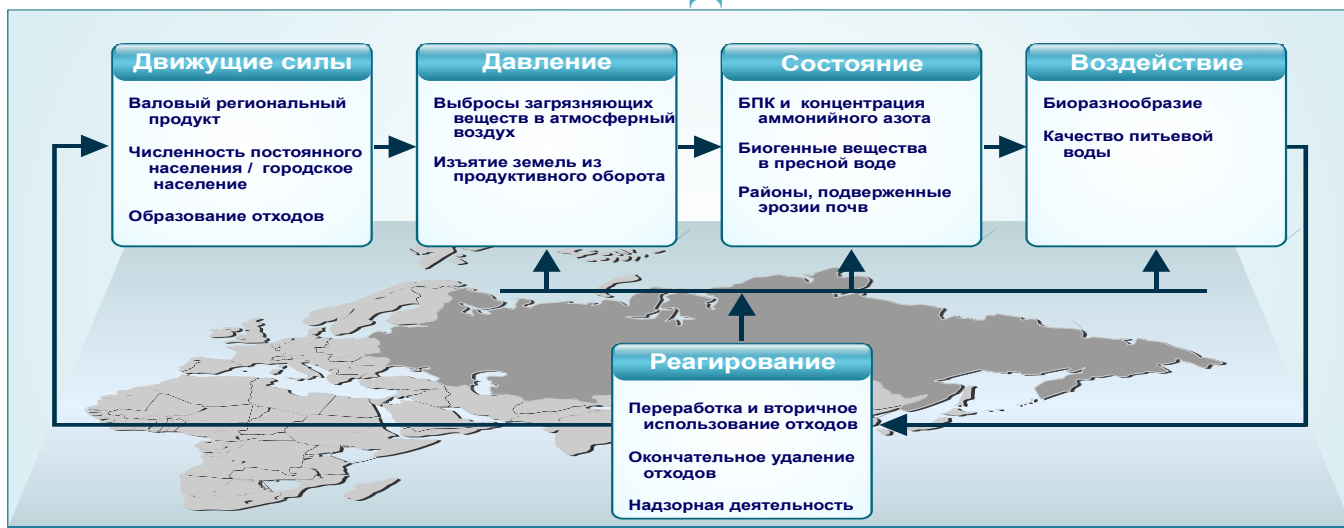 Движущие силы
Валовый региональный
продукт
Численность постоянного
населения / городское
население
Образование отходов
Давление
Выбросы загрязняющих
веществ в атмосферный
воздух
Изъятие земель из
продуктивного оборота
Состояние
БПК и концентрация
аммонийного азота
Биогенные вещества
в пресной воде
Районы, подверженные
эрозии почв
Воздействие
Биоразнообразие
Качество питьевой
воды
Реагирование
Переработка и вторичное
использование отходов
Окончательное удаление
отходов
Надзорная деятельность